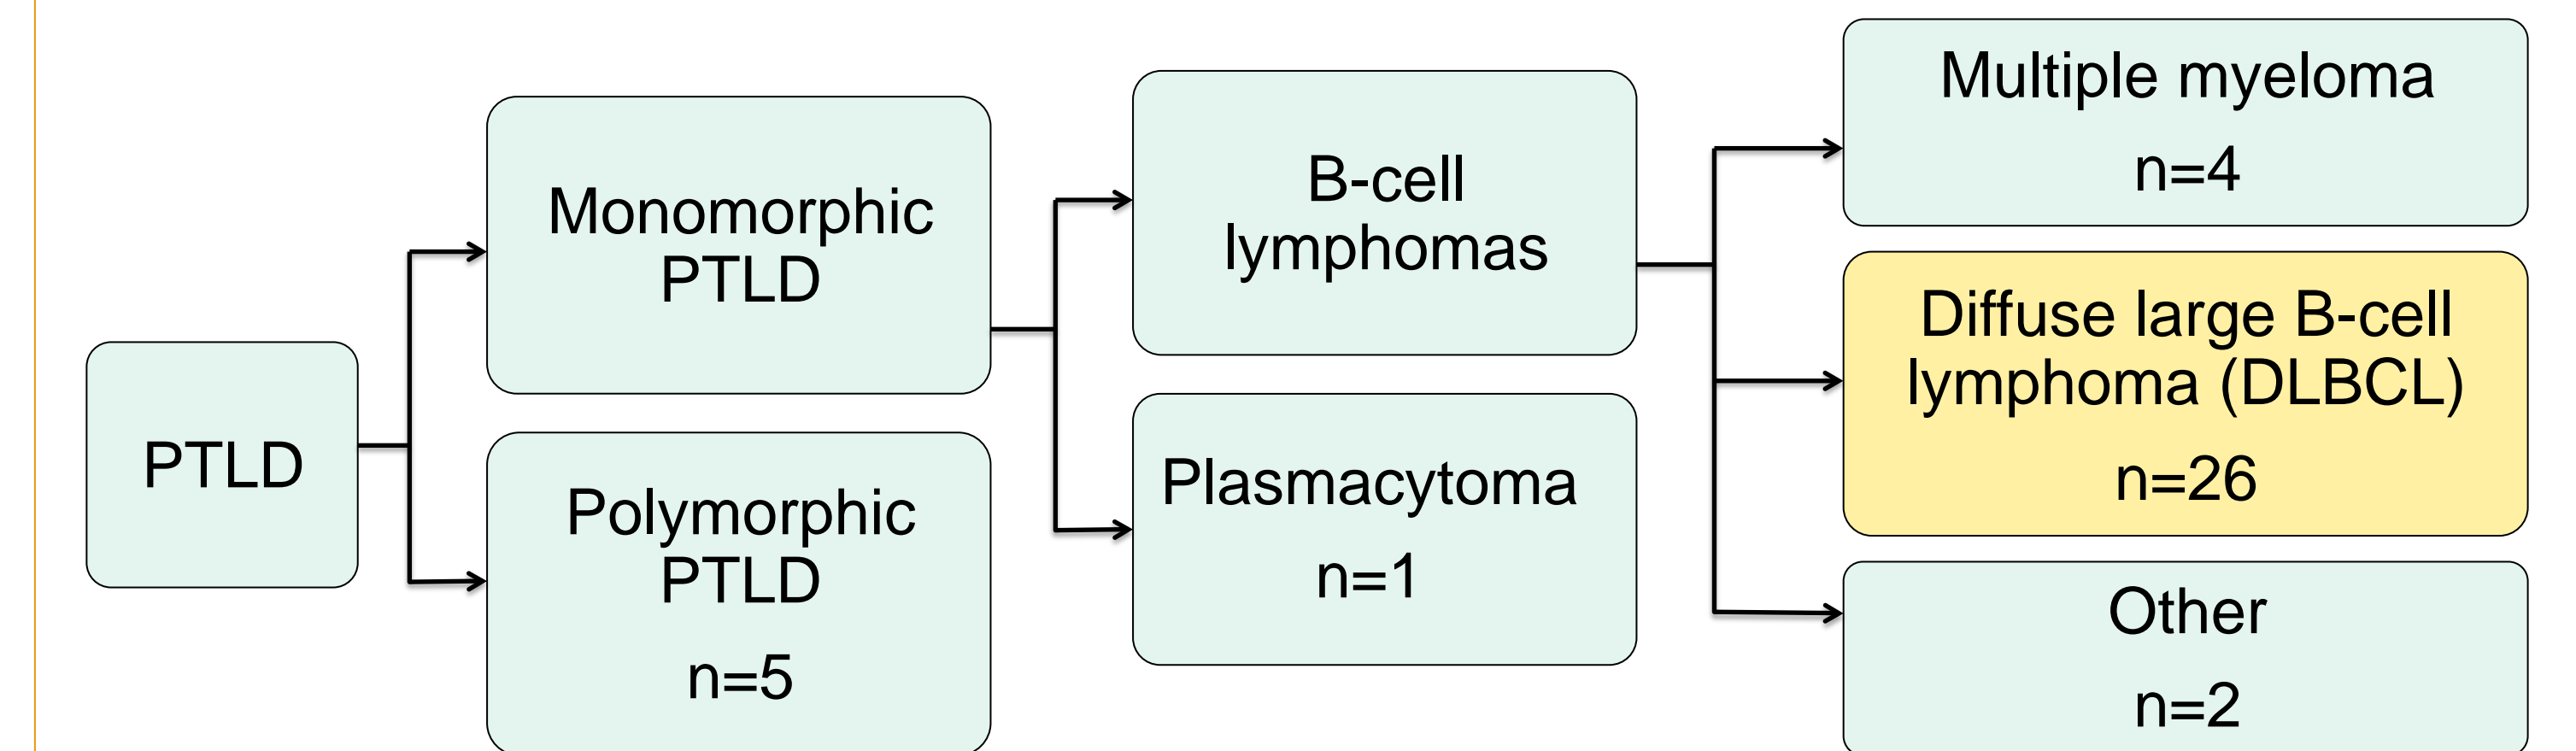 PTLD
Monomorphic
PTLD
Polymorphic
PTLD
n=5
B-cell
lymphomas
Plasmacytoma
n=1
Multiple myeloma
n=4
Diffuse large B-cell
lymphoma (DLBCL)
n=26
Other
n=2